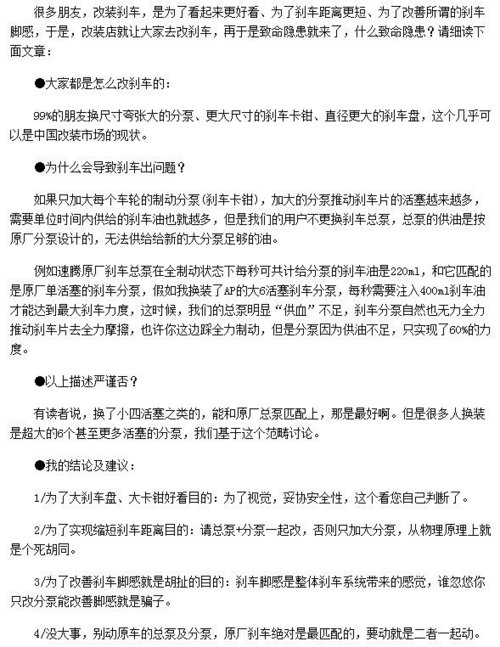 很多朋友，改装刹车，是为了看起来更好看、为了刹车距离更短、为了改善所谓的刹车
脚感，于是，改装店就让大家去改刹车，再于是致命隐患就来了，什么致命隐患？请细读下
面文章：
●大家都是怎么改刹车的：
99%的朋友换尺寸夸张大的分泵、更大尺寸的刹车卡钳、直径更大的刹车盘，这个几乎可
以是中国改装市场的现状。
●为什么会导致刹车出问题？
如果只加大每个车轮的制动分泵(刹车卡钳)，加大的分泵推动刹车片的活塞越来越多，
需要单位时间内供给的刹车油也就越多，但是我们的用户不更换刹车总泵，总泵的供油是按
原厂分泵设计的，无法供给给新的大分泵足够的油。
例如速腾原厂刹车总泵在全制动状态下每秒可共计给分泵的刹车油是220ml，和它匹配的
是原厂单活塞的刹车分泵，假如我换装了AP的大6活塞刹车分泵，每秒需要注入400ml刹车油
才能达到最大刹车力度，这时候，我们的总泵明显“供血”不足，刹车分泵自然也无力全力
推动刹车片去全力摩擦，也许你这边踩全力制动，但是分泵因为供油不足，只实现了60%的力
度。
●以上描述严谨否？
有读者说，换了小四活塞之类的，能和原厂总泵匹配上，那是最好啊。但是很多人换装
是超大的6个甚至更多活塞的分泵，我们基于这个范畴讨论。
●我的结论及建议：
1/为了大刹车盘、大卡钳好看目的：为了视觉，妥协安全性，这个看您自己判断了。
2/为了实现缩短刹车距离目的：请总泵+分泵一起改，否则只加大分泵，从物理原理上就
是个死胡同。
3/为了改善刹车脚感就是胡扯的目的：刹车脚感是整体刹车系统带来的感觉，谁忽悠你
只改分泵能改善脚感就是骗子。
4/没大事，别动原车的总泵及分泵，原厂刹车绝对是最匹配的，要动就是二者一起动。